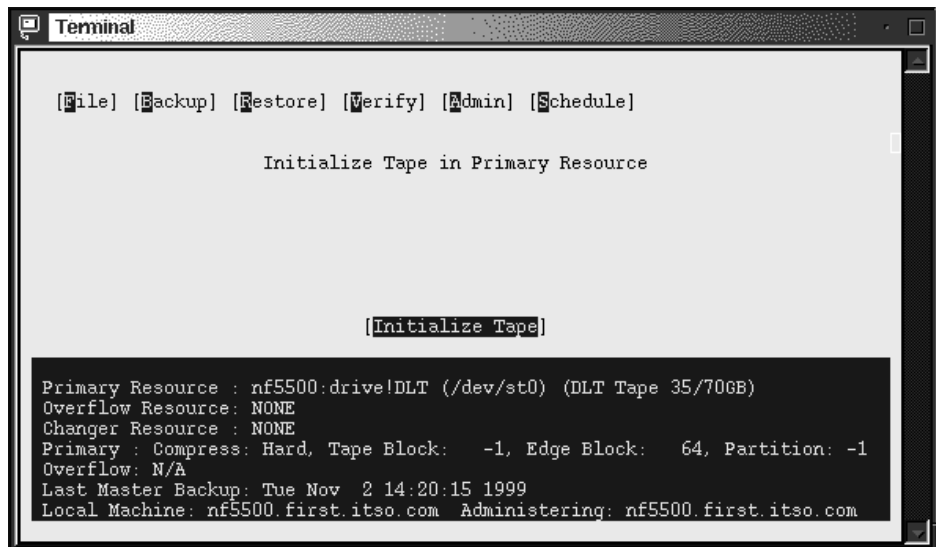 Terminal
[File] [Backup] [Restore] [Verify] [Admin] [Schedule]
Initialize Tape in Primary Resource
[Initialize Tape]
Primary Resource : nf5500:drive!DLT (/dev/st0) (DLT Tape 35/70GB)
Overflow Resource: NONE
Changer Resource : NONE
Primary : Compress: Hard, Tape Block:   -1, Edge Block:   64, Partition: -1
Overflow: N/A
Last Master Backup: Tue Nov  2 14:20:15 1999
Local Machine: nf5500.first.itso.com  Administering: nf5500.first.itso.com